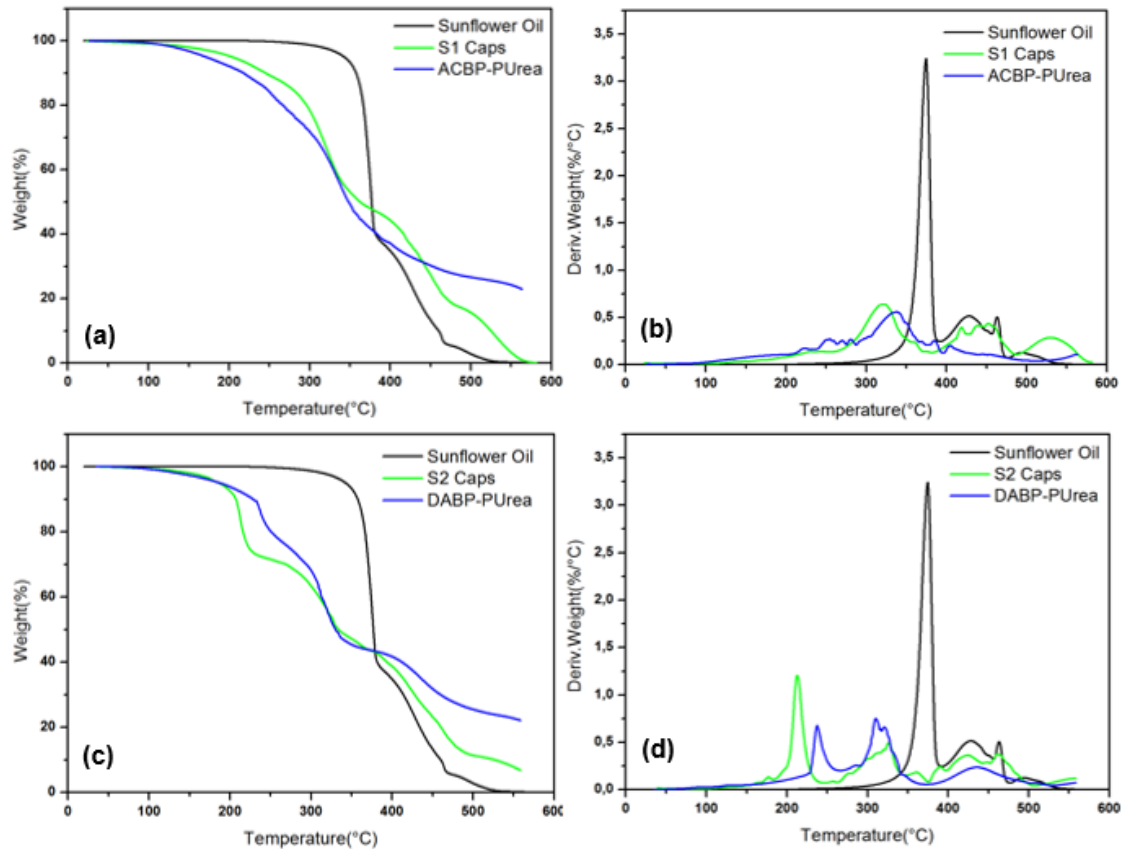 Sunflower Oil
S1 Caps
ACBP-PUrea
100
80
60
40
20
0
0 100 200 300 400 500 600
Weight(%)
Temperature(°C)
(a)
Sunflower Oil
S1 Caps
ACBP-PUrea
3,5
3,0
2,5
2,0
1,5
1,0
0,5
0,0
0 100 200 300 400 500 600
Deriv.Weight(%/°C)
Temperature(°C)
(b)
Sunflower Oil
S2 Caps
DABP-PUrea
100
80
60
40
20
0
0 100 200 300 400 500 600
Weight(%)
Temperature(°C)
(c)
Sunflower Oil
S2 Caps
DABP-PUrea
3,5
3,0
2,5
2,0
1,5
1,0
0,5
0,0
0 100 200 300 400 500 600
Deriv.Weight(%/°C)
Temperature(°C)
(d)